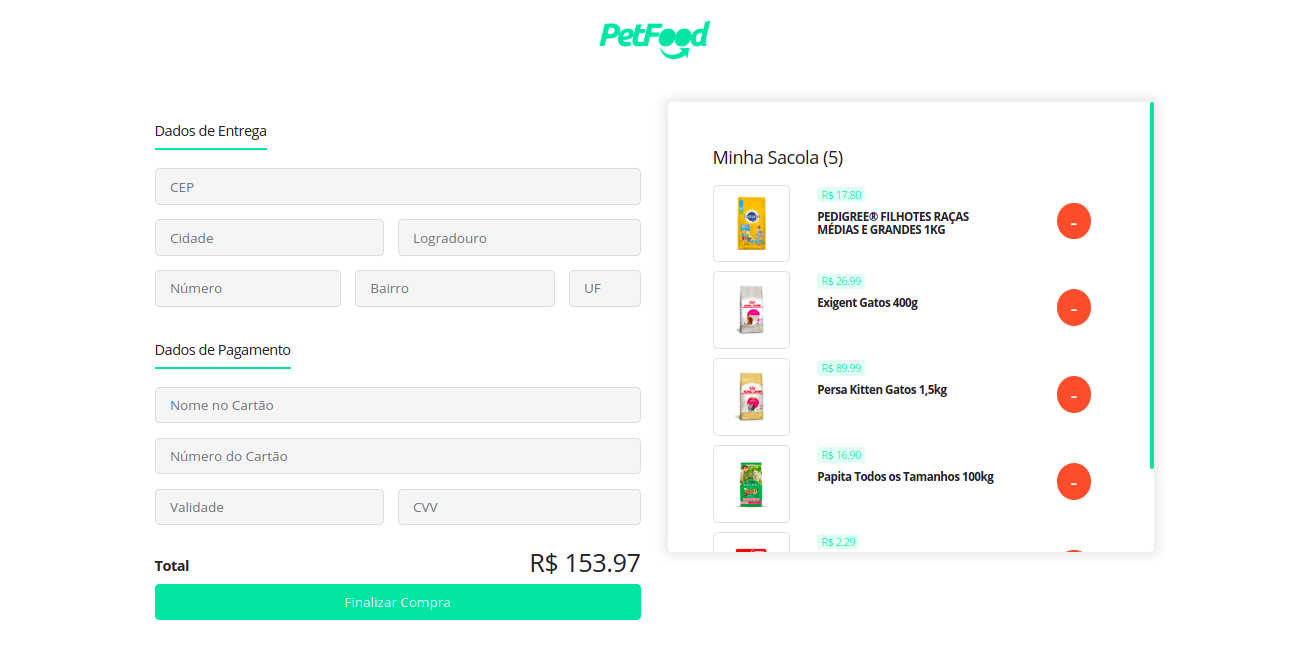 PetFood
Dados de Entrega
CEP
Cidade
Logradouro
Número
Bairro
UF
Dados de Pagamento
Nome no Cartão
Número do Cartão
Validade
CVV
Total
R$ 153.97
Finalizar Compra
Minha Sacola (5)
R$ 17,80
PEDIGREE® FILHOTES RAÇAS
MÉDIAS E GRANDES 1KG
-
R$ 26,99
Exigent Gatos 400g
-
R$ 89,99
Persa Kitten Gatos 1,5kg
-
R$ 16,90
Papita Todos os Tamanhos 100kg
-
R$ 2.29